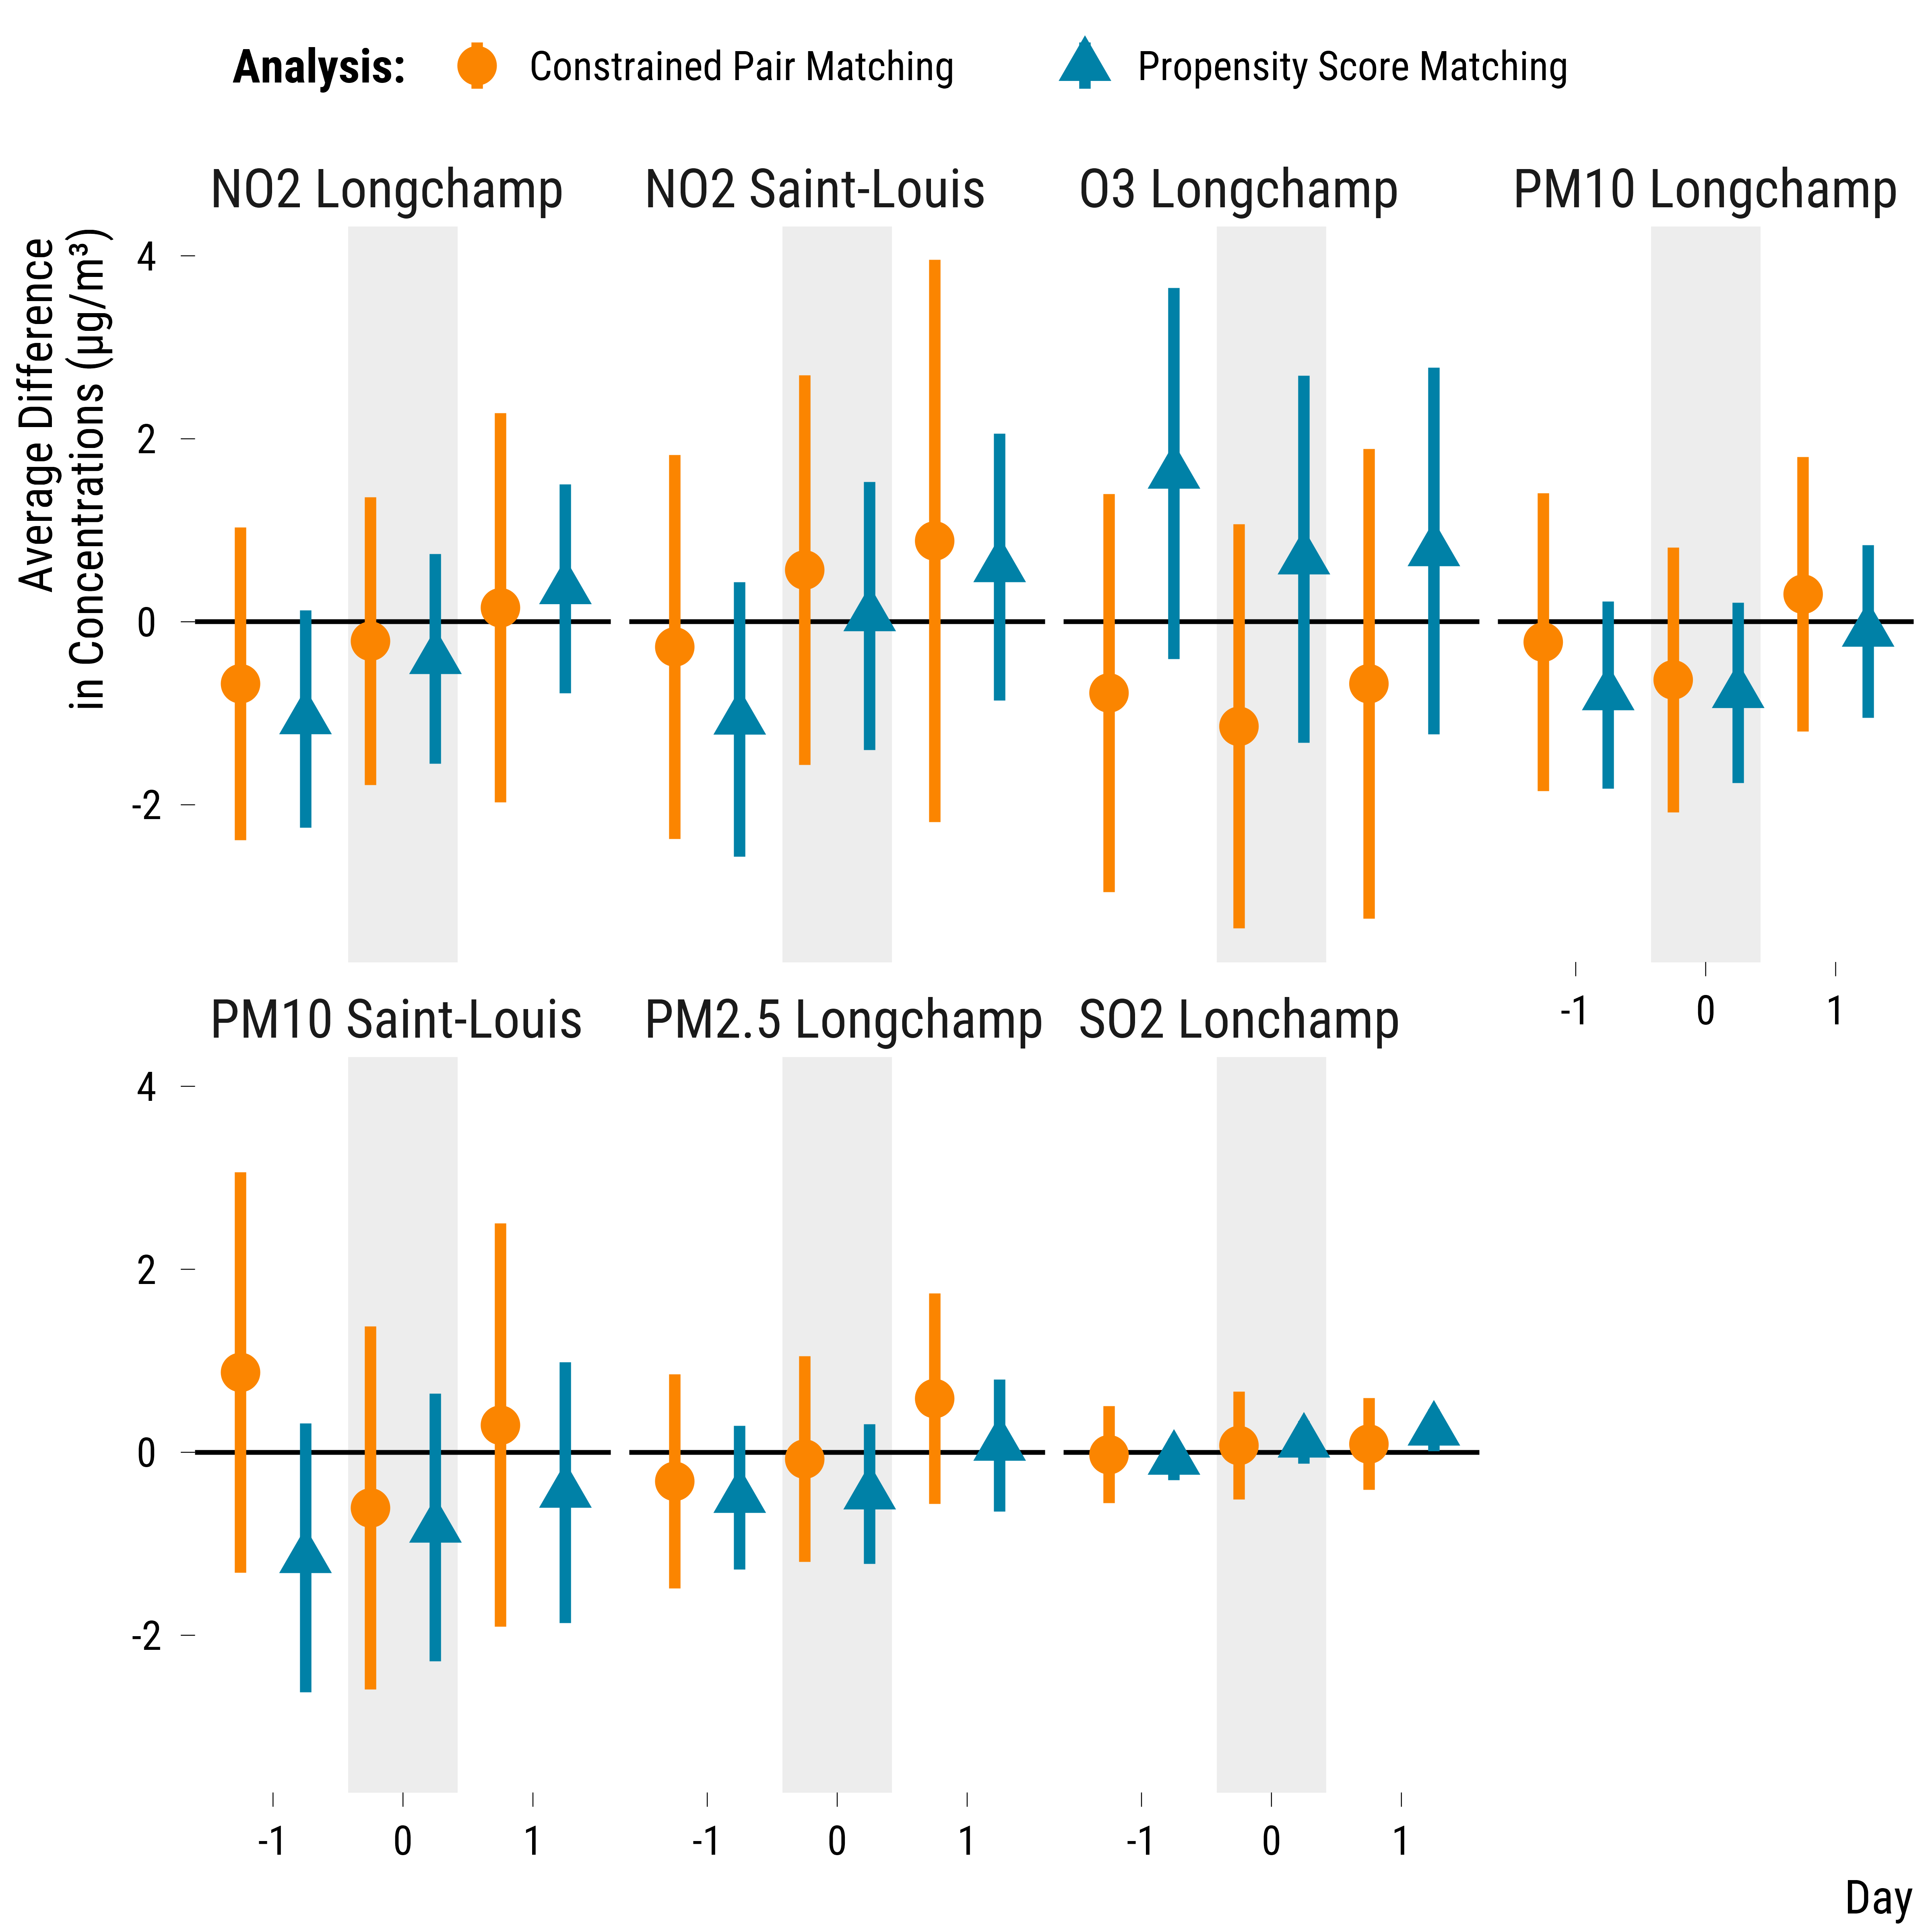 Analysis: Constrained Pair Matching Propensity Score Matching
NO2 Longchamp NO2 Saint-Louis O3 Longchamp PM10 Longchamp
Average Difference
in Concentrations (µg/m³)
4
2
0
-2
-1 0 1
PM10 Saint-Louis PM2.5 Longchamp SO2 Lonchamp
4
2
0
-2
-1 0 1 -1 0 1 -1 0 1
Day